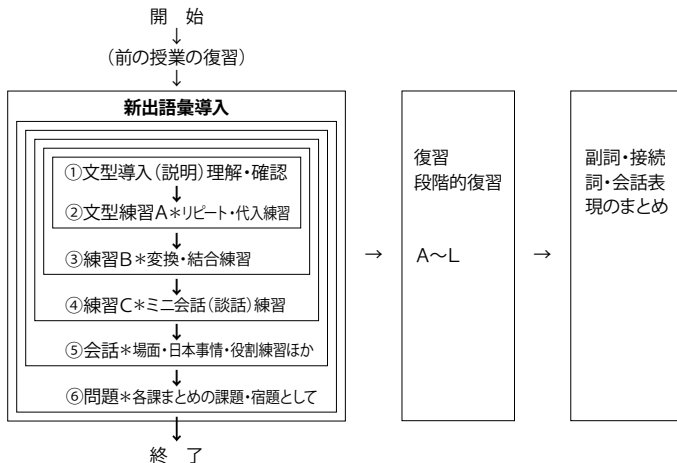 開　始
↓
（前の授業の復習）
↓
新出語彙導入
①文型導入（説明）理解・確認
↓
②文型練習A＊リピート・代入練習
↓
③練習B＊変換・結合練習
↓
④練習C＊ミニ会話（談話）練習
↓
⑤会話＊場面・日本事情・役割練習ほか
↓
⑥問題＊各課まとめの課題・宿題として
↓
終　了
→
復習
段階的復習
A〜L
→
副詞・接続
詞・会話表
現のまとめ